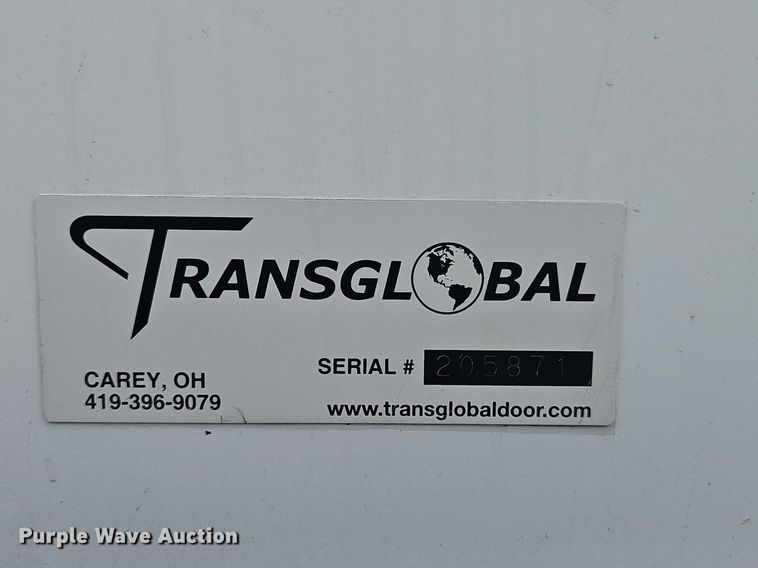 TRANSGLOBAL
SERIAL # 205871
CAREY, OH
419-396-9079
www.transglobaldoor.com
Purple Wave Auction